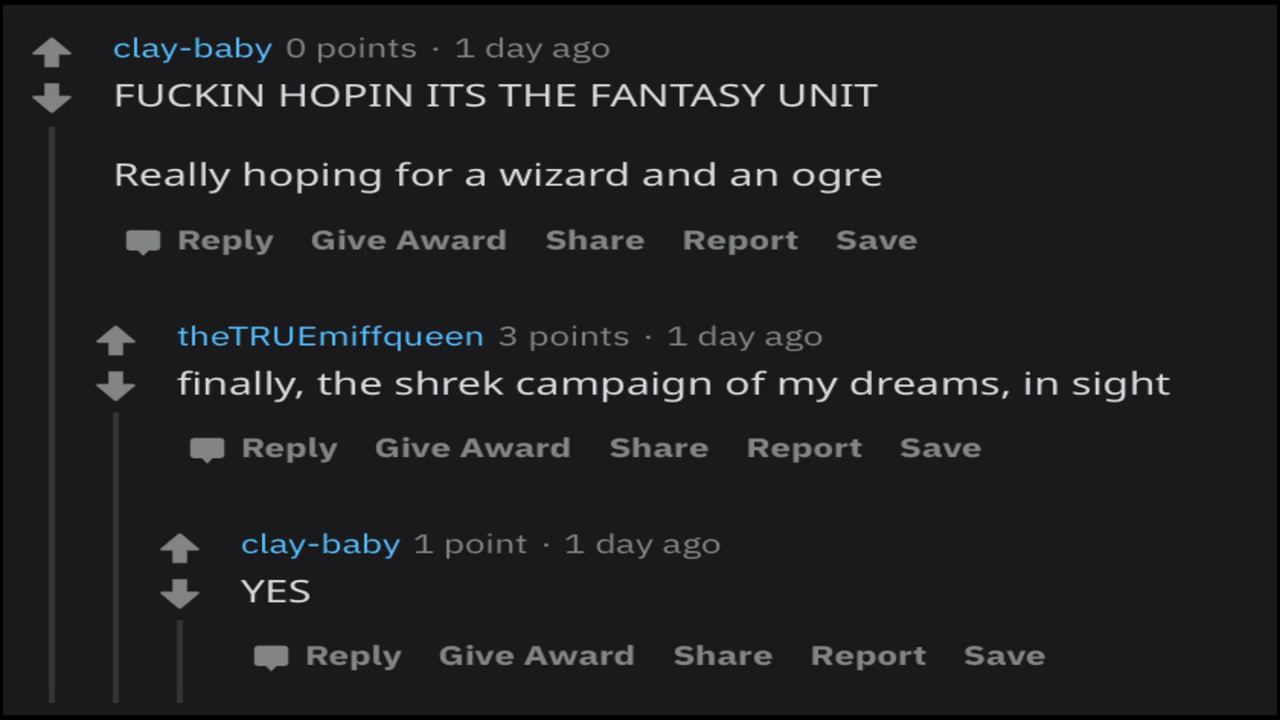 clay-baby 0 points · 1 day ago
FUCKIN HOPIN ITS THE FANTASY UNIT
Really hoping for a wizard and an ogre
Reply Give Award Share Report Save
theTRUEmiffqueen 3 points · 1 day ago
finally, the shrek campaign of my dreams, in sight
Reply Give Award Share Report Save
clay-baby 1 point · 1 day ago
YES
Reply Give Award Share Report Save